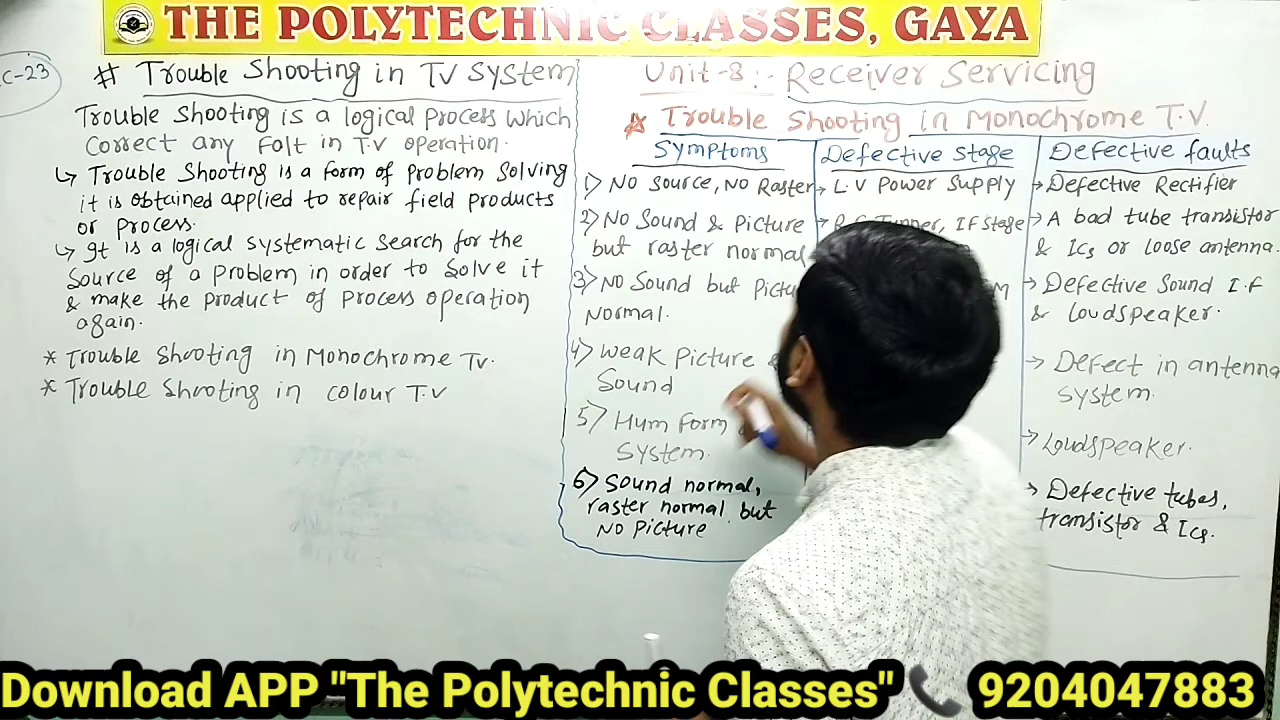 THE POLYTECHNIC CLASSES, GAYA
C-23
# Trouble Shooting in TV System
Trouble Shooting is a logical Process Which
Correct any Folt in T.V operation.
↳ Trouble Shooting is a form of Problem Solving
it is obtained applied to repair field Products
or Process.
↳ It is a logical systematic search for the
Source of a Problem in order to Solve it
& make the Product of Process operation
again.
* Trouble Shooting in Monochrome TV.
* Trouble Shooting in colour T.V
Unit-8:- Receiver Servicing
Trouble Shooting in Monochrome T.V.
Symptoms
1) No Source, No Raster
2) No Sound & Picture
but raster normal
3) No Sound but
Normal.
4) Weak Picture
Sound
5) Hum Form
System.
6) Sound normal,
raster normal but
No Picture
Defective Stage
→ L.V Power Supply
IF Stage
Defective faults
→ Defective Rectifier
→ A bad tube transistor
& ICs or loose antenna.
→ Defective Sound I.F
& Loudspeaker.
→ Defect in antenna
System.
→ Loudspeaker.
→ Defective tubes,
transistor & ICs.
Download APP "The Polytechnic Classes" 9204047883